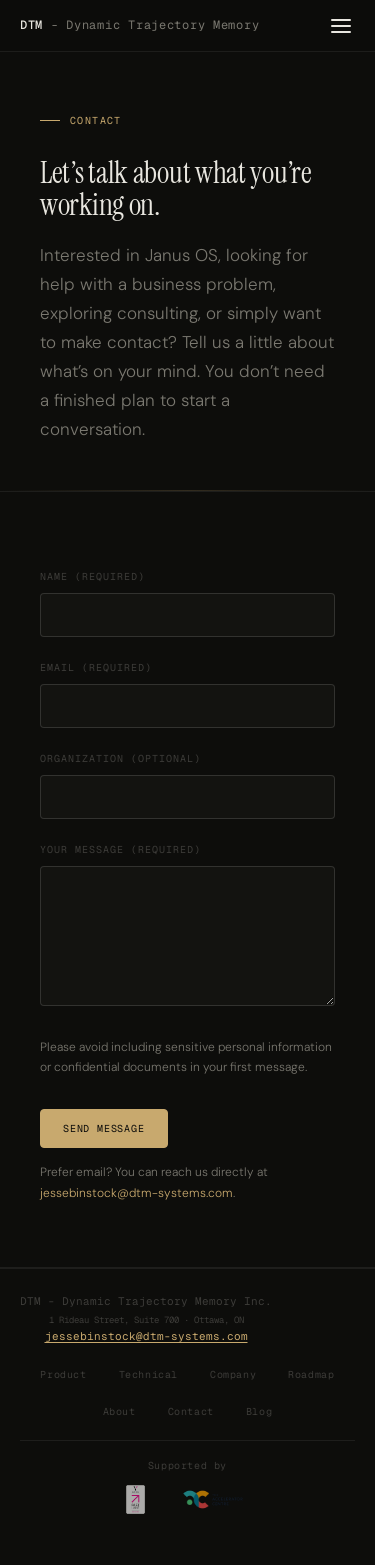 DTM – Dynamic Trajectory Memory
CONTACT
Let’s talk about what you’re
working on.
Interested in Janus OS, looking for
help with a business problem,
exploring consulting, or simply want
to make contact? Tell us a little about
what’s on your mind. You don’t need
a finished plan to start a
conversation.
NAME (REQUIRED)
EMAIL (REQUIRED)
ORGANIZATION (OPTIONAL)
YOUR MESSAGE (REQUIRED)
Please avoid including sensitive personal information
or confidential documents in your first message.
SEND MESSAGE
Prefer email? You can reach us directly at
jessebinstock@dtm-systems.com.
DTM – Dynamic Trajectory Memory Inc.
1 Rideau Street, Suite 700 · Ottawa, ON
jessebinstock@dtm-systems.com
Product Technical Company Roadmap
About Contact Blog
Supported by